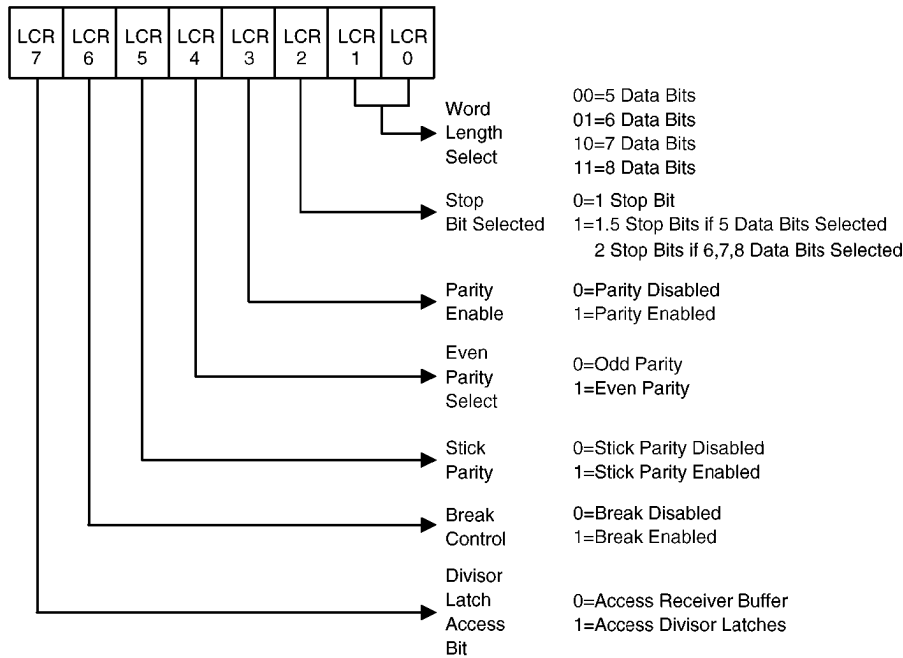 LCR 7 LCR 6 LCR 5 LCR 4 LCR 3 LCR 2 LCR 1 LCR 0
Word
Length
Select
00=5 Data Bits
01=6 Data Bits
10=7 Data Bits
11=8 Data Bits
Stop
Bit Selected
0=1 Stop Bit
1=1.5 Stop Bits if 5 Data Bits Selected
2 Stop Bits if 6,7,8 Data Bits Selected
Parity
Enable
0=Parity Disabled
1=Parity Enabled
Even
Parity
Select
0=Odd Parity
1=Even Parity
Stick
Parity
0=Stick Parity Disabled
1=Stick Parity Enabled
Break
Control
0=Break Disabled
1=Break Enabled
Divisor
Latch
Access
Bit
0=Access Receiver Buffer
1=Access Divisor Latches